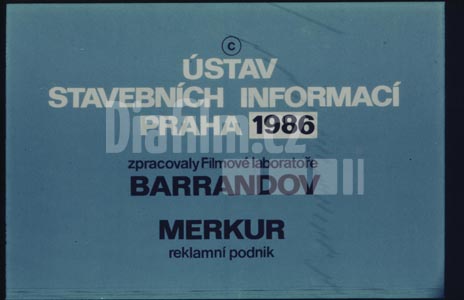 ©
ÚSTAV
STAVEBNÍCH INFORMACÍ
PRAHA 1986
zpracovaly Filmové laboratoře
BARRANDOV
MERKUR
reklamní podnik